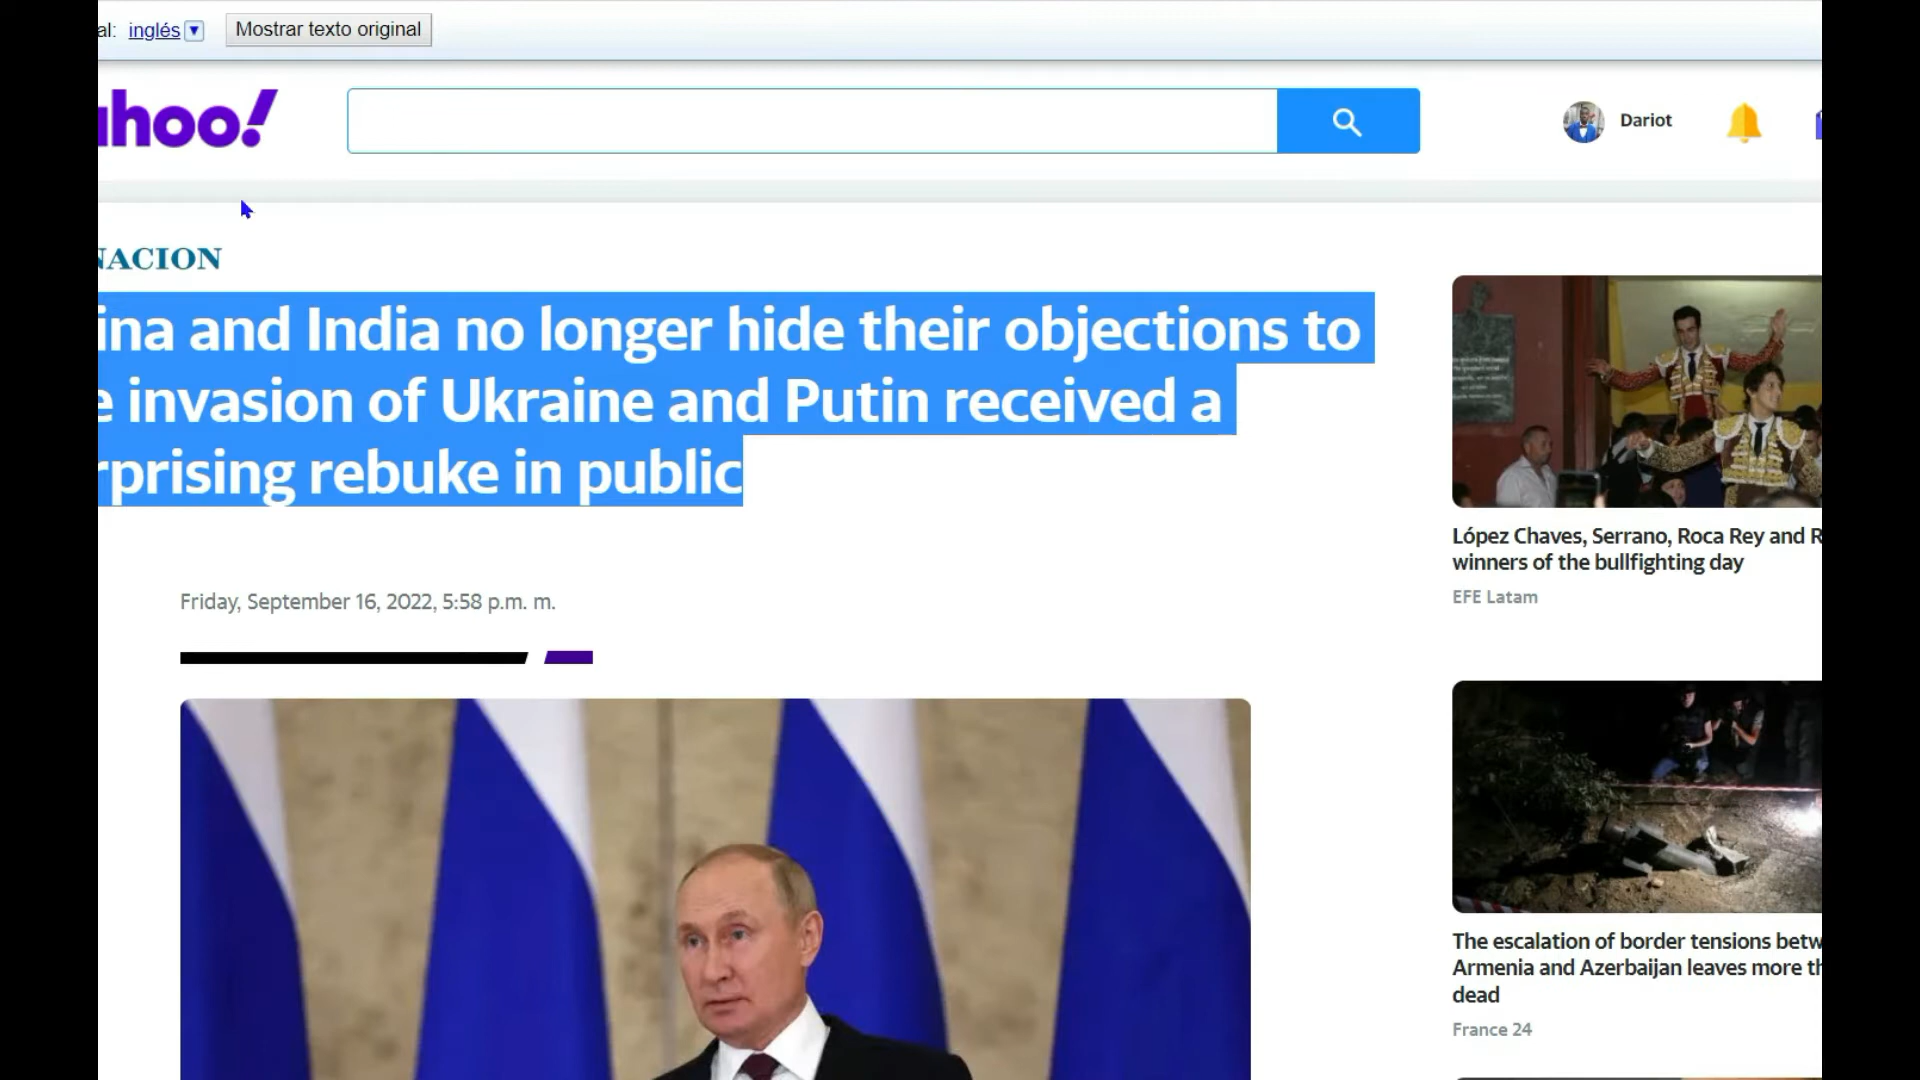 al: inglés Mostrar texto original
ahoo!
Dariot
NACION
ina and India no longer hide their objections to
e invasion of Ukraine and Putin received a
rprising rebuke in public
Friday, September 16, 2022, 5:58 p.m. m.
López Chaves, Serrano, Roca Rey and R
winners of the bullfighting day
EFE Latam
The escalation of border tensions betw
Armenia and Azerbaijan leaves more th
dead
France 24